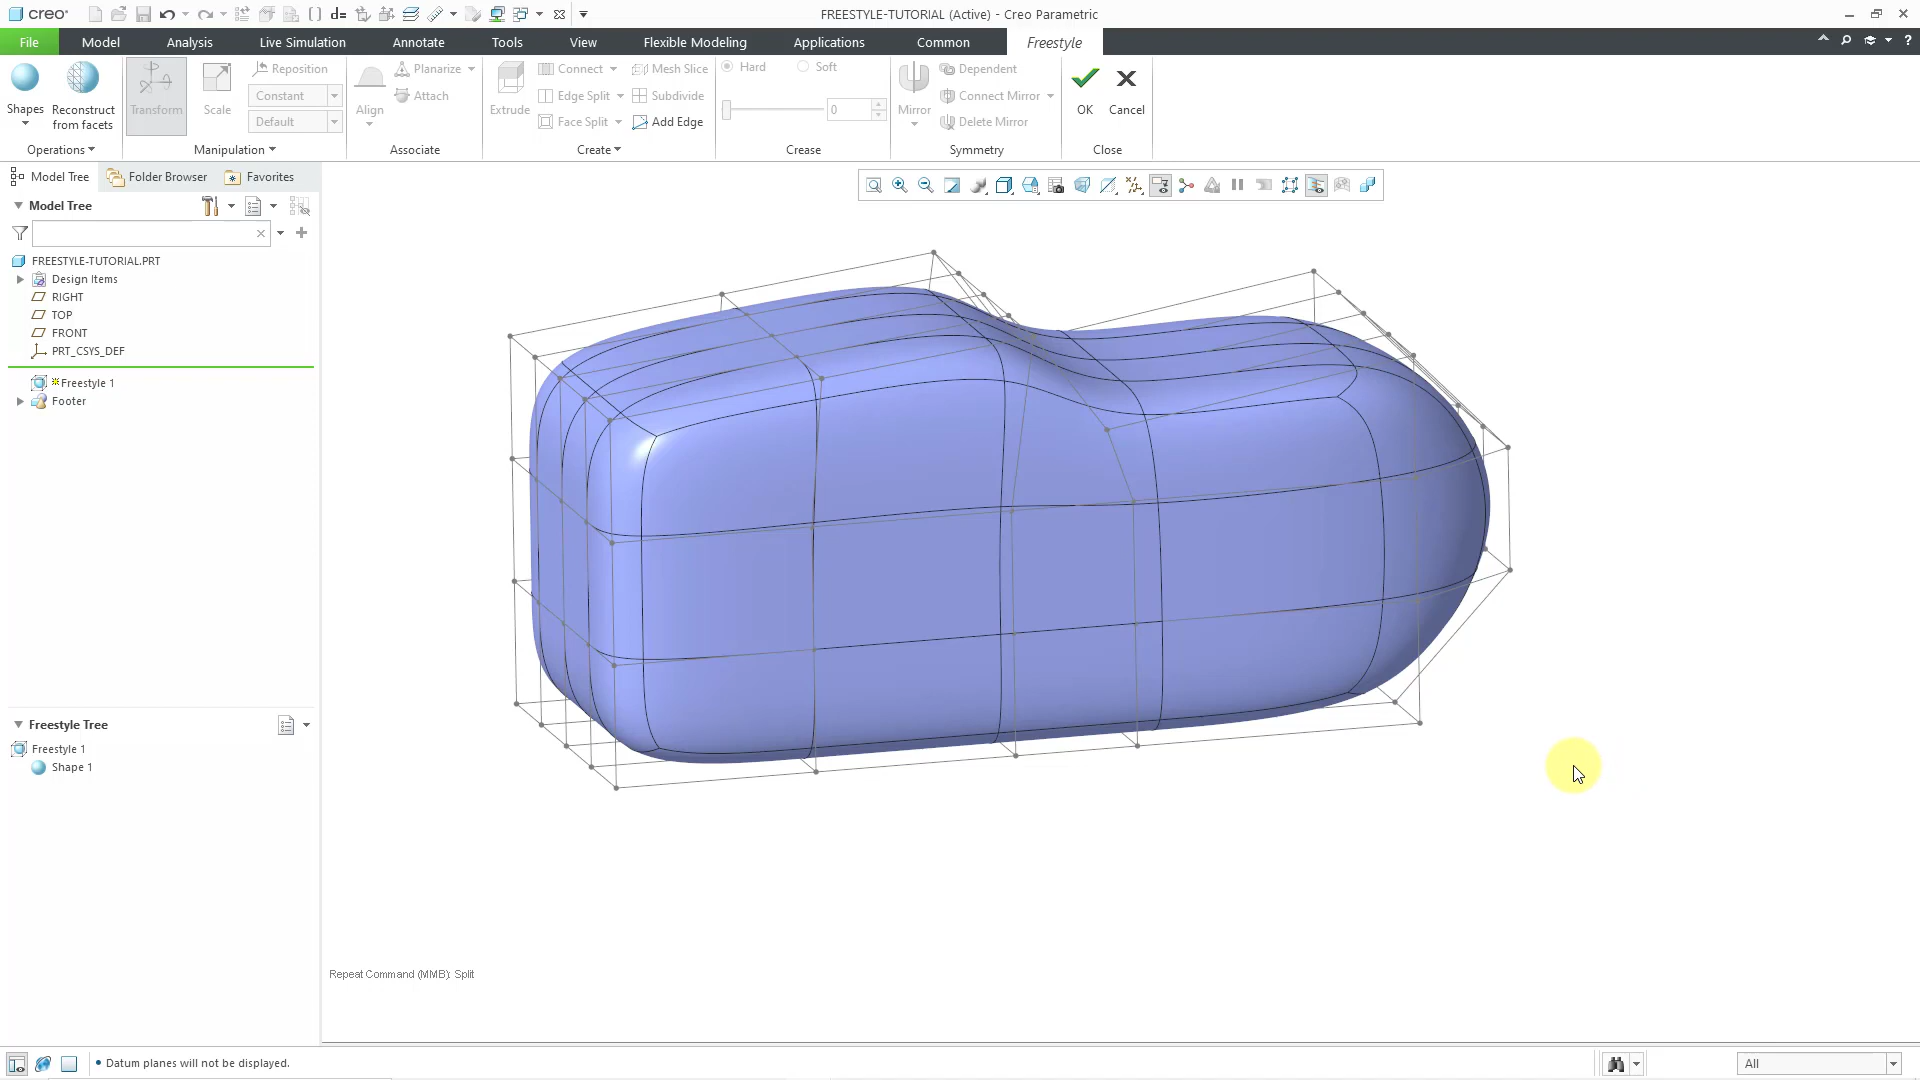 creo
FREESTYLE-TUTORIAL (Active) - Creo Parametric
File
Model
Analysis
Live Simulation
Annotate
Tools
View
Flexible Modeling
Applications
Common
Freestyle
Shapes
Reconstruct from facets
Operations
Transform
Scale
Reposition
Constant
Default
Manipulation
Align
Planarize
Attach
Associate
Extrude
Connect
Edge Split
Face Split
Mesh Slice
Subdivide
Add Edge
Create
Hard
Soft
0
Crease
Mirror
Dependent
Connect Mirror
Delete Mirror
Symmetry
OK
Cancel
Close
Model Tree
Folder Browser
Favorites
Model Tree
FREESTYLE-TUTORIAL.PRT
Design Items
RIGHT
TOP
FRONT
PRT_CSYS_DEF
Freestyle 1
Footer
Freestyle Tree
Freestyle 1
Shape 1
Repeat Command (MMB): Split
Datum planes will not be displayed.
All